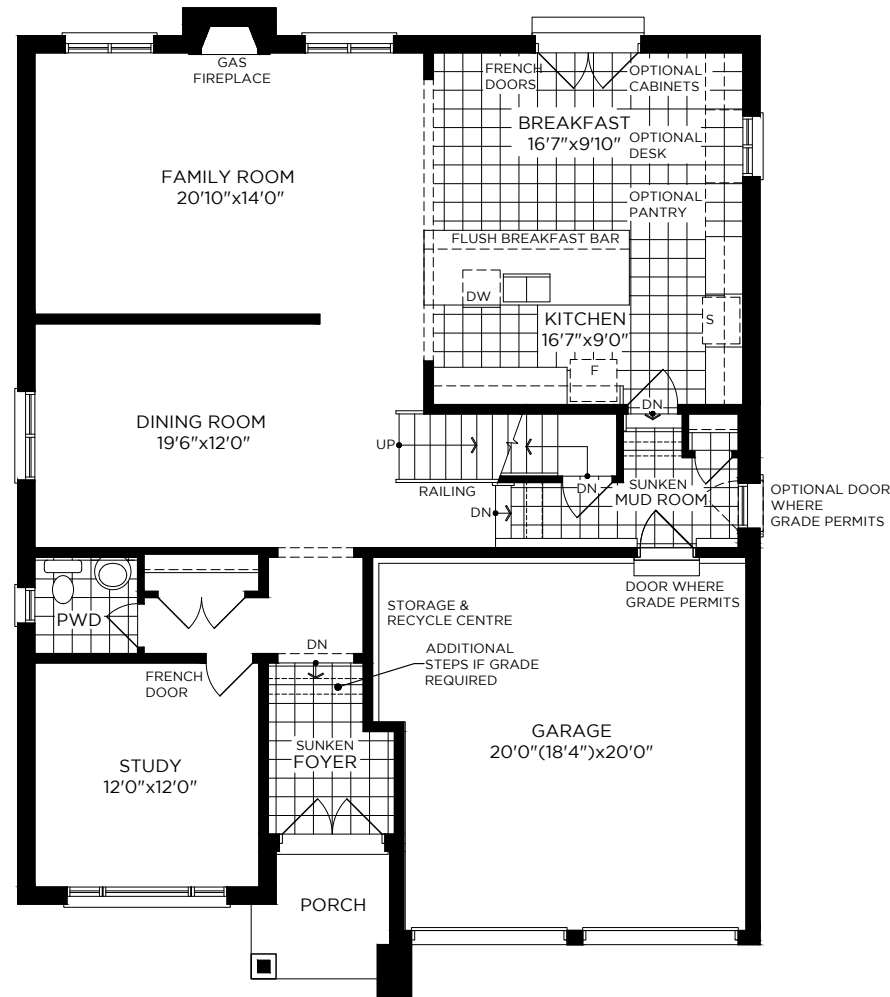 GAS
FIREPLACE
FRENCH
DOORS
OPTIONAL
CABINETS
BREAKFAST
16'7"x9'10"
OPTIONAL
DESK
FAMILY ROOM
20'10"x14'0"
OPTIONAL
PANTRY
FLUSH BREAKFAST BAR
DW
KITCHEN
16'7"x9'0"
S
F
DN
DINING ROOM
19'6"x12'0"
UP
RAILING
DN
DN
SUNKEN
MUD ROOM
OPTIONAL DOOR
WHERE
GRADE PERMITS
DOOR WHERE
GRADE PERMITS
PWD
STORAGE &
RECYCLE CENTRE
DN
ADDITIONAL
STEPS IF GRADE
REQUIRED
FRENCH
DOOR
SUNKEN
FOYER
GARAGE
20'0"(18'4")x20'0"
STUDY
12'0"x12'0"
PORCH